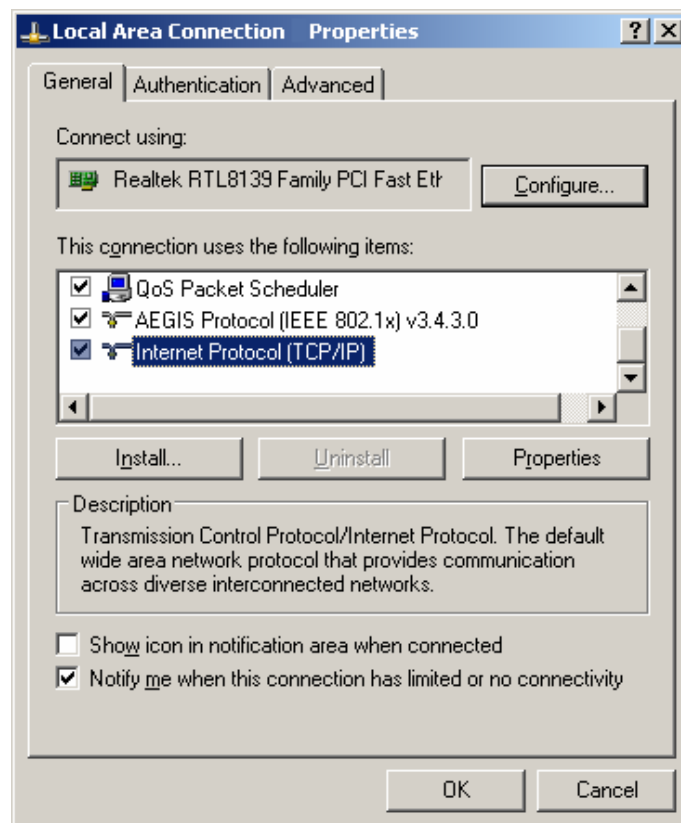 Local Area Connection Properties
General Authentication Advanced
Connect using:
Realtek RTL8139 Family PCI Fast Eth
Configure...
This connection uses the following items:
QoS Packet Scheduler
AEGIS Protocol (IEEE 802.1x) v3.4.3.0
Internet Protocol (TCP/IP)
Install... Uninstall Properties
Description
Transmission Control Protocol/Internet Protocol. The default
wide area network protocol that provides communication
across diverse interconnected networks.
Show icon in notification area when connected
Notify me when this connection has limited or no connectivity
OK Cancel